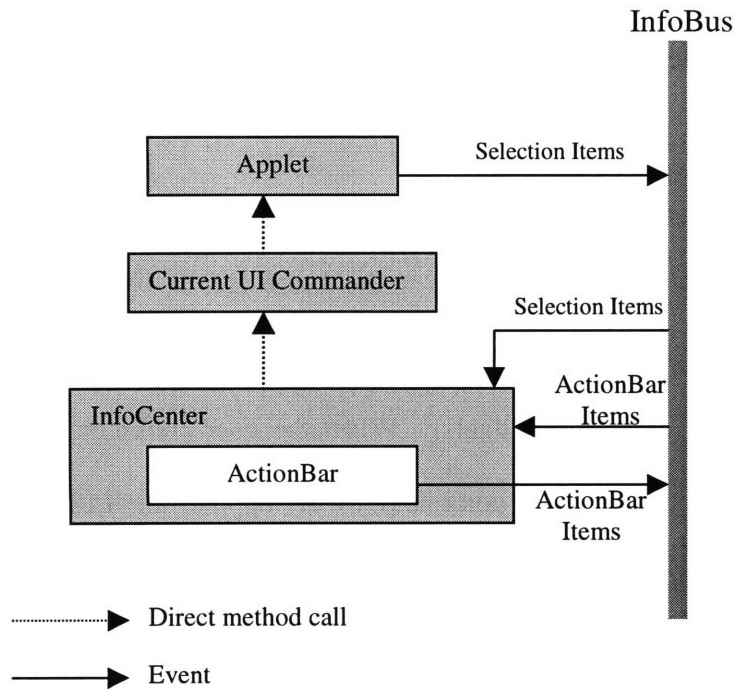 InfoBus
Applet
Selection Items
Current UI Commander
Selection Items
InfoCenter
ActionBar
Items
ActionBar
ActionBar
Items
Direct method call
Event